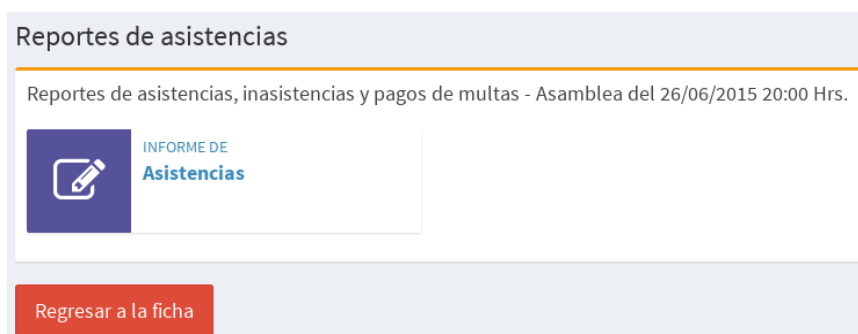 Reportes de asistencias
Reportes de asistencias, inasistencias y pagos de multas - Asamblea del 26/06/2015 20:00 Hrs.
INFORME DE
Asistencias
Regresar a la ficha